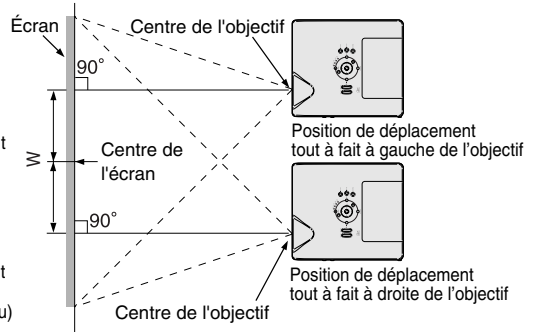 Écran
Centre de l'objectif
90°
Position de déplacement
tout à fait à gauche de l'objectif
t
W
Centre de
l'écran
90°
t
Position de déplacement
tout à fait à droite de l'objectif
u)
Centre de l'objectif